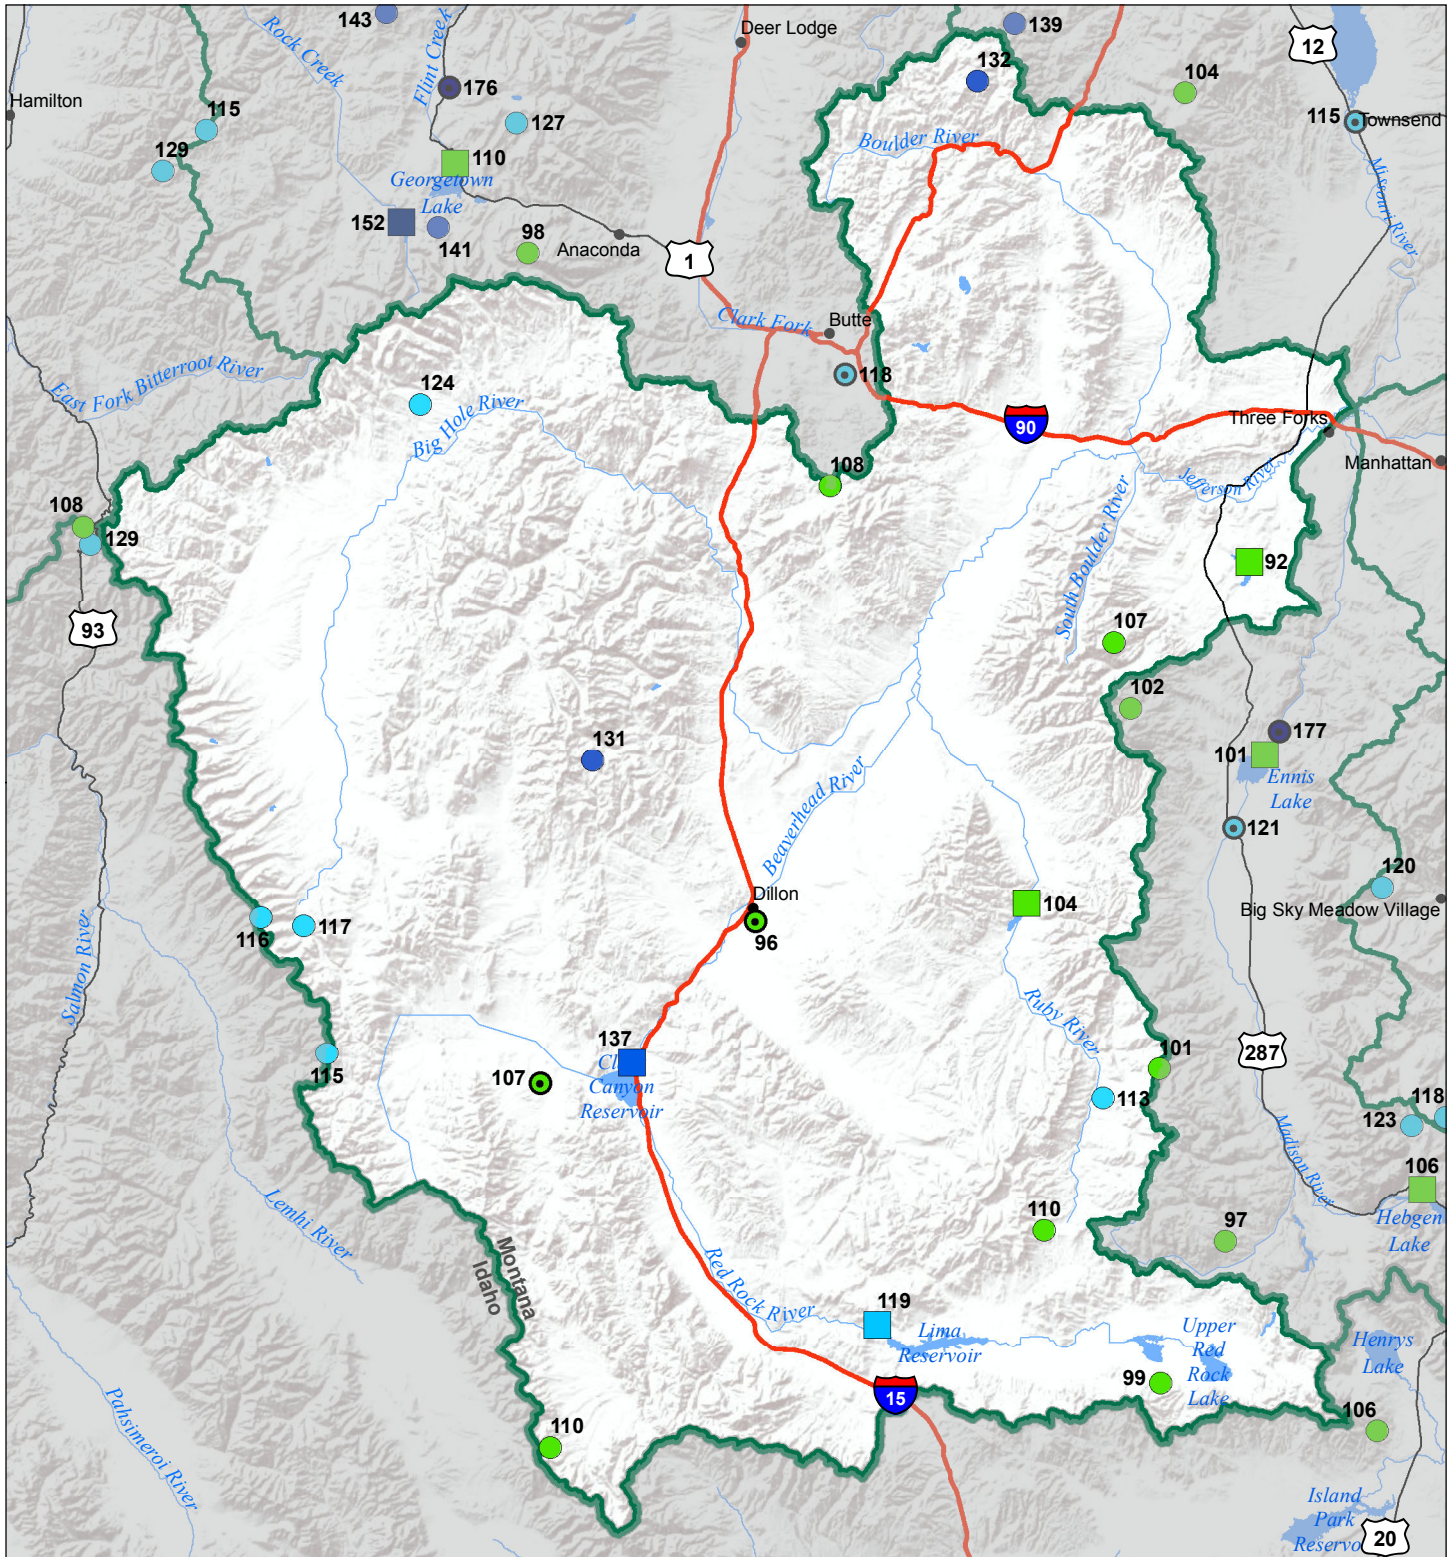 143
Rock Creek
Flint Creek
Deer Lodge
139
12
132
104
176
Hamilton
115
127
115
Townsend
129
110
Boulder River
Georgetown
Lake
Missouri River
152
141
98
Anaconda
1
Clark Fork
Butte
East Fork Bitterroot River
118
124
Big Hole River
90
Three Forks
Manhattan
108
Jefferson River
108
129
92
South Boulder River
93
107
102
177
131
101
Ennis
Lake
Beaverhead River
121
120
Dillon
104
Big Sky Meadow Village
116
117
96
Salmon River
Ruby River
137
101
287
115
Cl
Canyon
Reservoir
107
113
118
123
Madison River
106
Lemhi River
110
97
Hebgen
Lake
Montana
Idaho
Red Rock River
119
Lima
Reservoir
Upper
Red
Rock
Lake
Henrys
Lake
99
15
Pahsimeroi River
110
106
Island
Park
Reservo
20